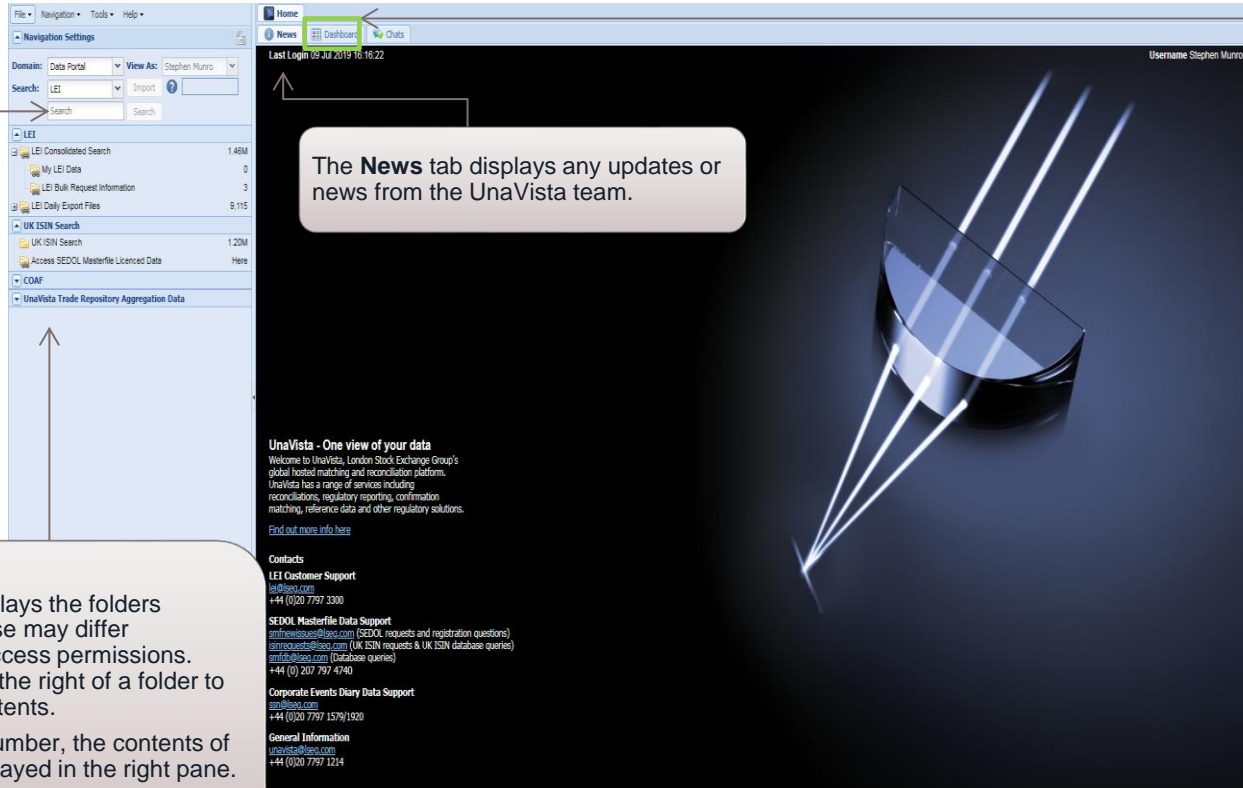 File Navigation Tools Help
Navigation Settings
Domain: Data Portal View As: Stephen Munro
Search: LEI Import
Search Search
LEI
LEI Consolidated Search 1.46M
My LEI Data 0
LEI Bulk Request Information 3
LEI Daily Export Files 9,115
UK ISIN Search
UK ISIN Search 1.20M
Access SEDOL Masterfile Licenced Data Here
COAF
UnaVista Trade Repository Aggregation Data
lays the folders
se may differ
ccess permissions.
the right of a folder to
tents.
umber, the contents of
ayed in the right pane.
Home
News Dashboard Chats
Last Login 09 Jul 2019 16:16:22 Username Stephen Munro
The News tab displays any updates or
news from the UnaVista team.
UnaVista - One view of your data
Welcome to UnaVista, London Stock Exchange Group's
global hosted matching and reconciliation platform.
UnaVista has a range of services including
reconciliations, regulatory reporting, confirmation
matching, reference data and other regulatory solutions.
Find out more info here
Contacts
LEI Customer Support
lei@lseg.com
+44 (0)20 7797 3300
SEDOL Masterfile Data Support
smfnewissues@lseg.com (SEDOL requests and registration questions)
isinrequests@lseg.com (UK ISIN requests & UK ISIN database queries)
smfdb@lseg.com (Database queries)
+44 (0) 207 797 4740
Corporate Events Diary Data Support
ssn@lseg.com
+44 (0)20 7797 1579/1920
General Information
unavista@lseg.com
+44 (0)20 7797 1214